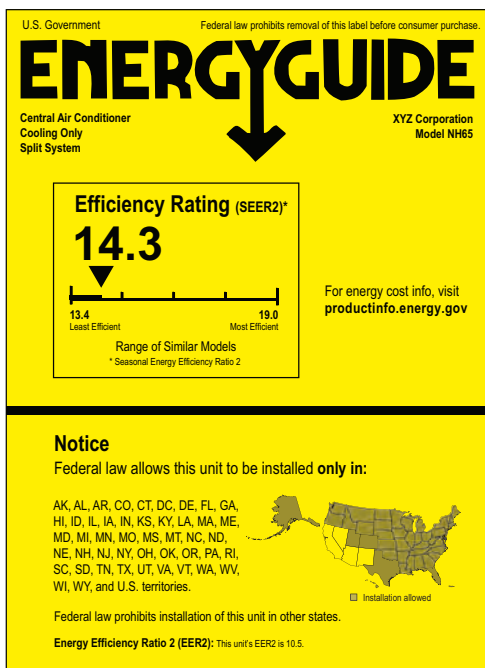 U.S. Government
Federal law prohibits removal of this label before consumer purchase.
ENERGYGUIDE
Central Air Conditioner
Cooling Only
Split System
XYZ Corporation
Model NH65
Efficiency Rating (SEER2)*
14.3
13.4
Least Efficient
19.0
Most Efficient
Range of Similar Models
* Seasonal Energy Efficiency Ratio 2
For energy cost info, visit
productinfo.energy.gov
Notice
Federal law allows this unit to be installed only in:
AK, AL, AR, CO, CT, DC, DE, FL, GA,
HI, ID, IL, IA, IN, KS, KY, LA, MA, ME,
MD, MI, MN, MO, MS, MT, NC, ND,
NE, NH, NJ, NY, OH, OK, OR, PA, RI,
SC, SD, TN, TX, UT, VA, VT, WA, WV,
WI, WY, and U.S. territories.
Installation allowed
Federal law prohibits installation of this unit in other states.
Energy Efficiency Ratio 2 (EER2): This unit's EER2 is 10.5.